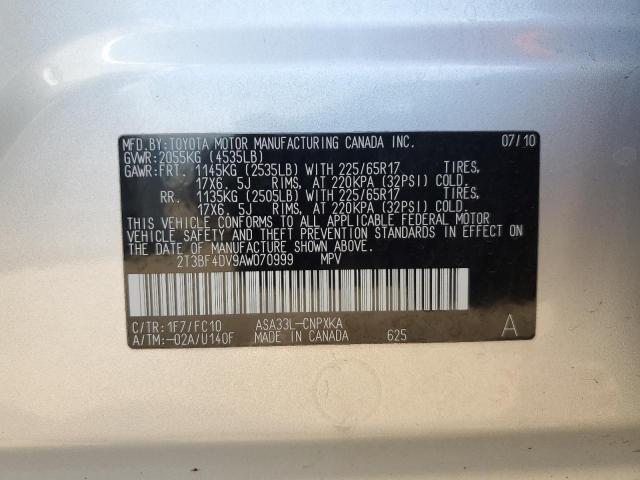 MFD.BY:TOYOTA MOTOR MANUFACTURING CANADA INC. 07/10
GVWR:2055KG (4535LB)
GAWR:FRT. 1145KG (2535LB) WITH 225/65R17 TIRES,
17X6.5J RIMS, AT 220KPA (32PSI) COLD.
RR. 1135KG (2505LB) WITH 225/65R17 TIRES,
17X6.5J RIMS, AT 220KPA (32PSI) COLD.
THIS VEHICLE CONFORMS TO ALL APPLICABLE FEDERAL MOTOR
VEHICLE SAFETY AND THEFT PREVENTION STANDARDS IN EFFECT ON
THE DATE OF MANUFACTURE SHOWN ABOVE.
2T3BF4DV9AW070999 MPV
C/TR:1F7/FC10 ASA33L-CNPXKA
A/TM:-02A/U140F MADE IN CANADA 625 A